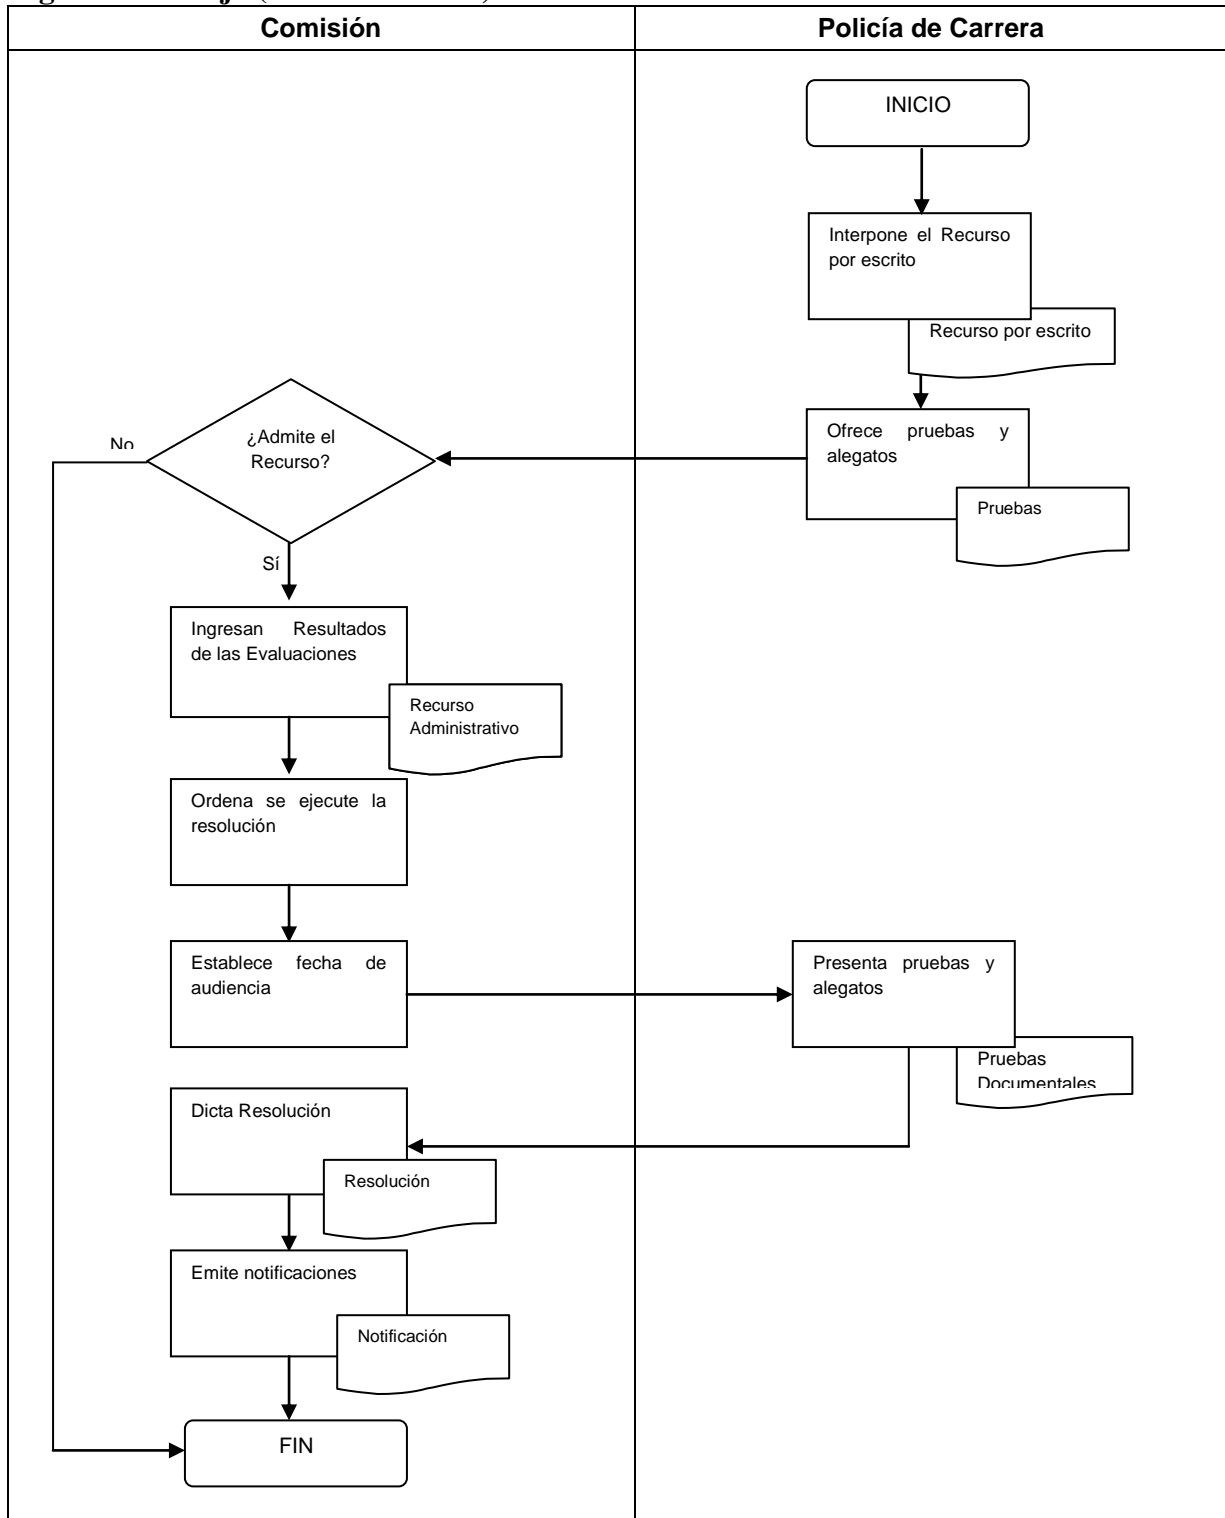 Comisión
Policía de Carrera
INICIO
Interpone el Recurso
por escrito
Recurso por escrito
¿Admite el
Recurso?
No
Ofrece pruebas y
alegatos
Pruebas
Sí
Ingresan Resultados
de las Evaluaciones
Recurso
Administrativo
Ordena se ejecute la
resolución
Establece fecha de
audiencia
Presenta pruebas y
alegatos
Pruebas
Documentales
Dicta Resolución
Resolución
Emite notificaciones
Notificación
FIN